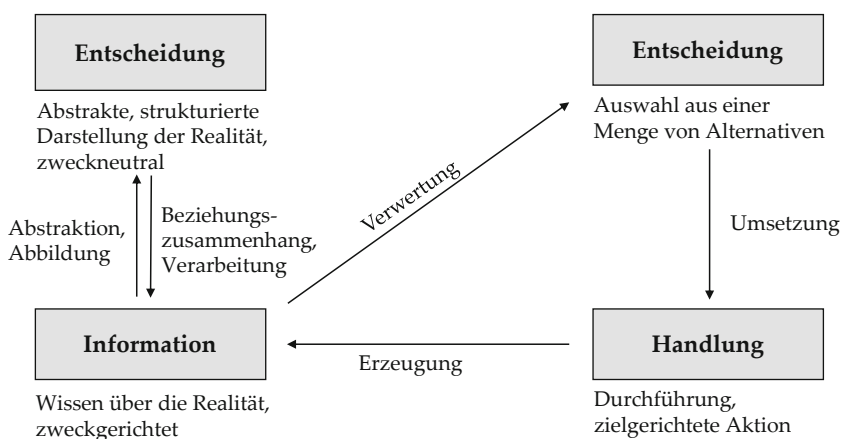 Entscheidung
Abstrakte, strukturierte
Darstellung der Realität,
zweckneutral
Entscheidung
Auswahl aus einer
Menge von Alternativen
Abstraktion,
Abbildung
Beziehungs-
zusammenhang,
Verarbeitung
Verwertung
Umsetzung
Information
Wissen über die Realität,
zweckgerichtet
Erzeugung
Handlung
Durchführung,
zielgerichtete Aktion